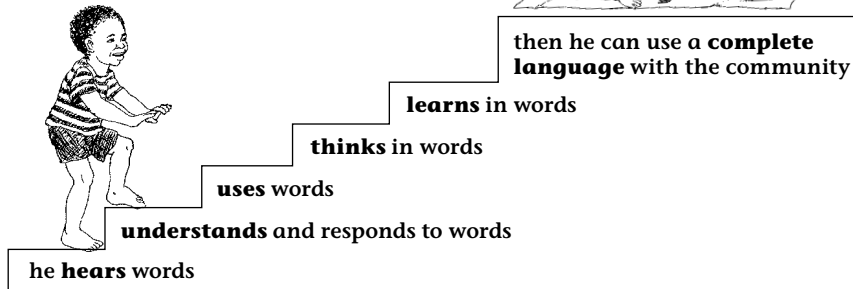 then he can use a complete
language with the community
learns in words
thinks in words
uses words
understands and responds to words
he hears words